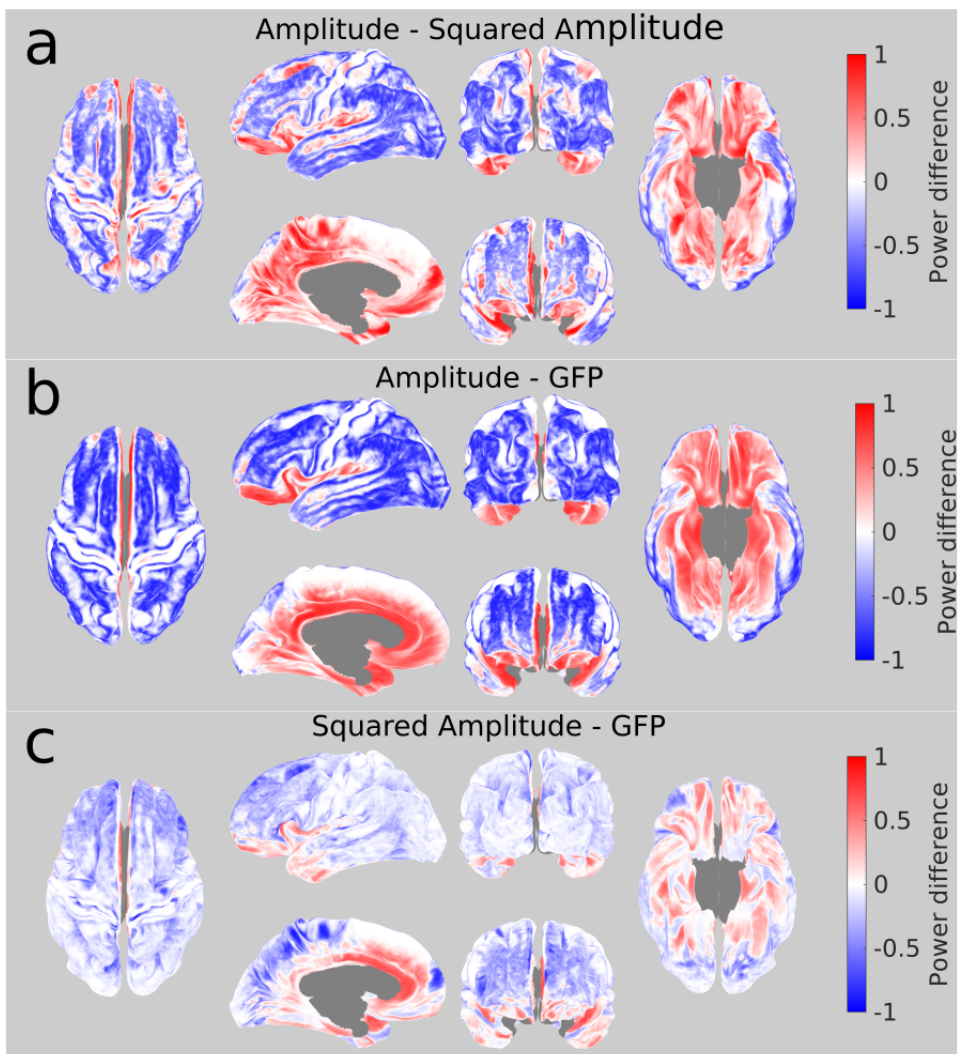 a
Amplitude - Squared Amplitude
1
0.5
0
-0.5
-1
Power difference
b
Amplitude - GFP
1
0.5
0
-0.5
-1
Power difference
c
Squared Amplitude - GFP
1
0.5
0
-0.5
-1
Power difference